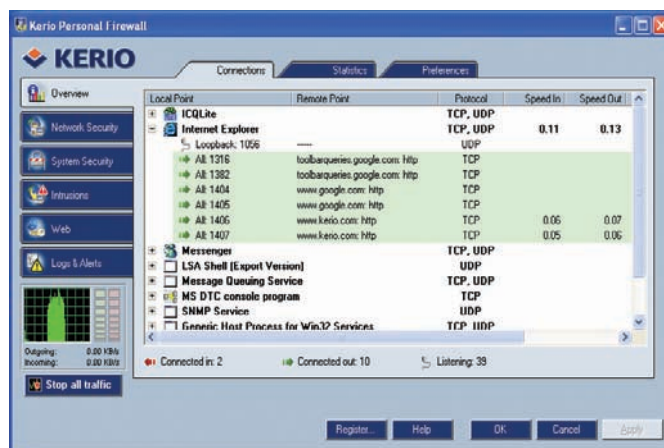 Kerio Personal Firewall
KERIO
Connections Statistics Preferences
Overview
Network Security
System Security
Intrusions
Web
Logs & Alerts
Local Point Remote Point Protocol Speed In Speed Out
ICQLite TCP, UDP
Internet Explorer TCP, UDP 0.11 0.13
Loopback: 1056 ----- UDP
All: 1316 toolbarqueries.google.com: http TCP
All: 1382 toolbarqueries.google.com: http TCP
All: 1404 www.google.com: http TCP
All: 1405 www.google.com: http TCP
All: 1406 www.kerio.com: http TCP 0.06 0.07
All: 1407 www.kerio.com: http TCP 0.05 0.06
Messenger TCP, UDP
LSA Shell (Export Version) UDP
Message Queuing Service TCP, UDP
MS DTC console program TCP
SNMP Service UDP
Generic Host Process for Win32 Services TCP, UDP
Outgoing: 0.00 KB/s
Incoming: 0.00 KB/s
Connected in: 2 Connected out: 10 Listening: 39
Stop all traffic
Register... Help OK Cancel Apply